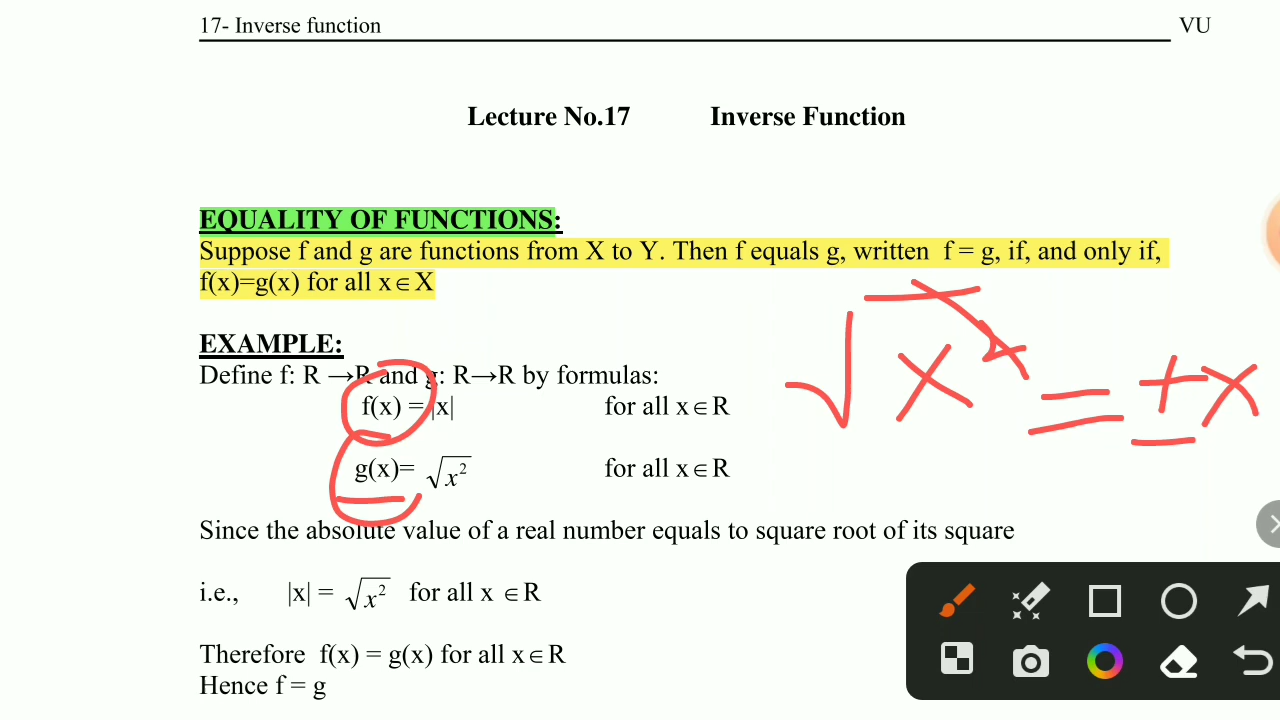 17- Inverse function VU
Lecture No.17 Inverse Function
EQUALITY OF FUNCTIONS:
Suppose f and g are functions from X to Y. Then f equals g, written f = g, if, and only if,
f(x)=g(x) for all x∈X
EXAMPLE:
Define f: R →R and g: R→R by formulas:
f(x) = |x| for all x∈R
g(x)= √x² for all x∈R
√x² = ±x
Since the absolute value of a real number equals to square root of its square
i.e., |x| = √x² for all x ∈R
Therefore f(x) = g(x) for all x∈R
Hence f = g